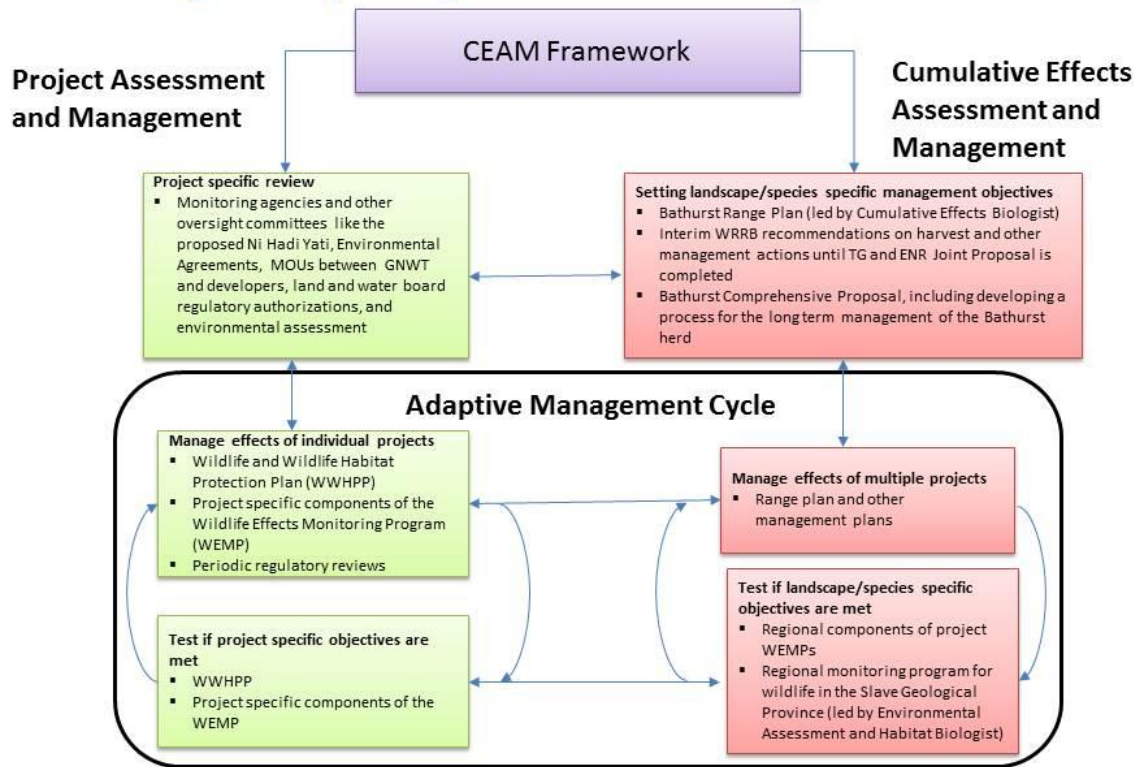 CEAM Framework
Project Assessment
and Management
Cumulative Effects
Assessment and
Management
Project specific review
▪ Monitoring agencies and other
oversight committees like the
proposed Ni Hadi Yati, Environmental
Agreements, MOUs between GNWT
and developers, land and water board
regulatory authorizations, and
environmental assessment
Setting landscape/species specific management objectives
▪ Bathurst Range Plan (led by Cumulative Effects Biologist)
▪ Interim WRRB recommendations on harvest and other
management actions until TG and ENR Joint Proposal is
completed
▪ Bathurst Comprehensive Proposal, including developing a
process for the long term management of the Bathurst
herd
Adaptive Management Cycle
Manage effects of individual projects
▪ Wildlife and Wildlife Habitat
Protection Plan (WWHPP)
▪ Project specific components of the
Wildlife Effects Monitoring Program
(WEMP)
▪ Periodic regulatory reviews
Manage effects of multiple projects
▪ Range plan and other
management plans
Test if project specific objectives are
met
▪ WWHPP
▪ Project specific components of the
WEMP
Test if landscape/species specific
objectives are met
▪ Regional components of project
WEMPs
▪ Regional monitoring program for
wildlife in the Slave Geological
Province (led by Environmental
Assessment and Habitat Biologist)